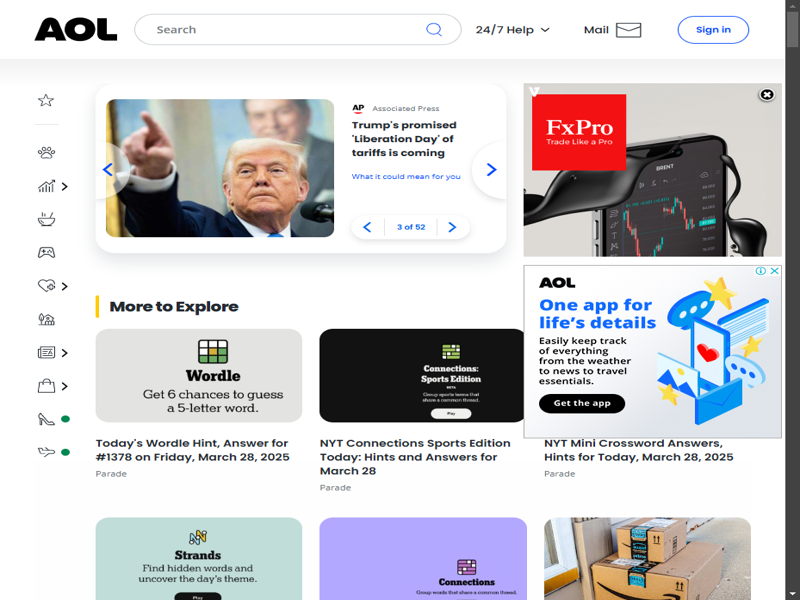 AOL
Search
24/7 Help
Mail
Sign in
AP Associated Press
Trump's promised
'Liberation Day' of
tariffs is coming
What it could mean for you
3 of 52
FxPro
Trade Like a Pro
BRENT
AOL
One app for
life's details
Easily keep track
of everything
from the weather
to news to travel
essentials.
Get the app
More to Explore
Wordle
Get 6 chances to guess
a 5-letter word.
Connections:
Sports Edition
BETA
Group sports terms that
share a common thread.
Play
Today's Wordle Hint, Answer for
#1378 on Friday, March 28, 2025
Parade
NYT Connections Sports Edition
Today: Hints and Answers for
March 28
Parade
NYT Mini Crossword Answers,
Hints for Today, March 28, 2025
Parade
Strands
Find hidden words and
uncover the day's theme.
Play
Connections
Group words that share a common thread.